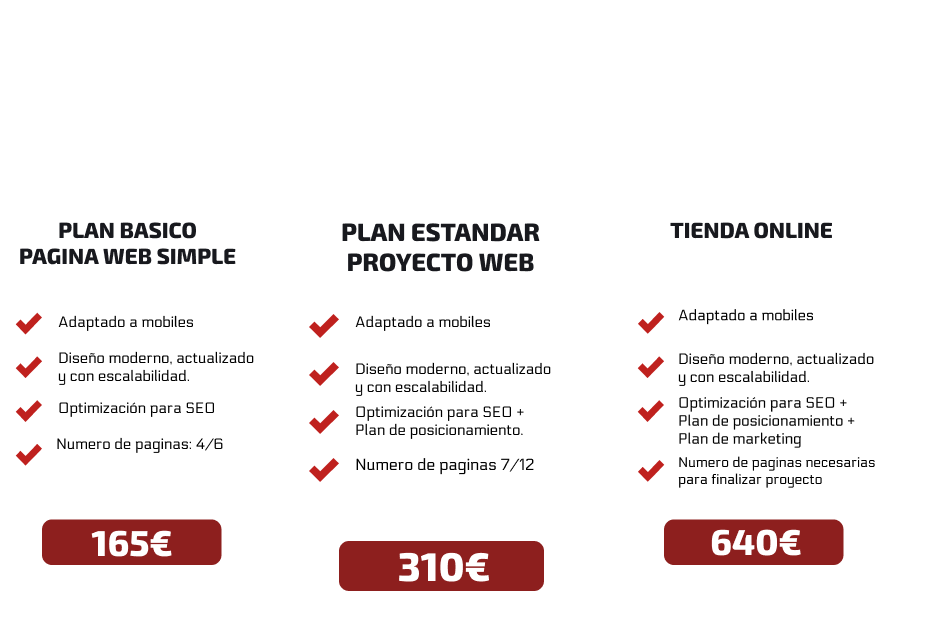 PLAN BASICO
PAGINA WEB SIMPLE
Adaptado a mobiles
Diseño moderno, actualizado
y con escalabilidad.
Optimización para SEO
Numero de paginas: 4/6
165€
PLAN ESTANDAR
PROYECTO WEB
Adaptado a mobiles
Diseño moderno, actualizado
y con escalabilidad.
Optimización para SEO +
Plan de posicionamiento.
Numero de paginas 7/12
310€
TIENDA ONLINE
Adaptado a mobiles
Diseño moderno, actualizado
y con escalabilidad.
Optimización para SEO +
Plan de posicionamiento +
Plan de marketing
Numero de paginas necesarias
para finalizar proyecto
640€